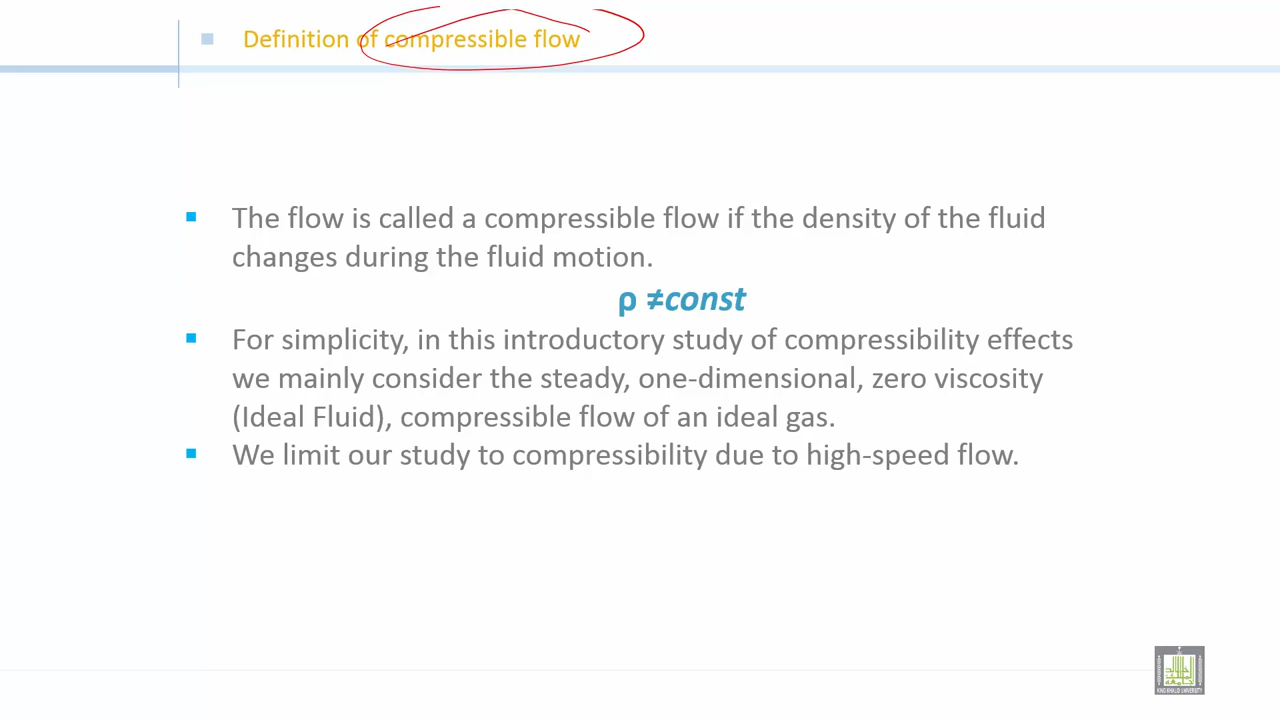 Definition of compressible flow
The flow is called a compressible flow if the density of the fluid
changes during the fluid motion.
ρ ≠const
For simplicity, in this introductory study of compressibility effects
we mainly consider the steady, one-dimensional, zero viscosity
(Ideal Fluid), compressible flow of an ideal gas.
We limit our study to compressibility due to high-speed flow.
KING KHALID UNIVERSITY